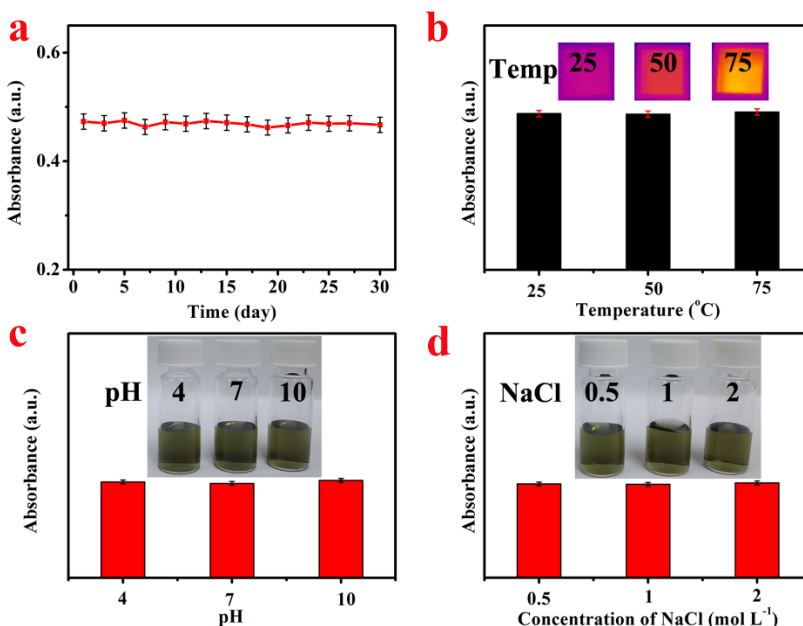 a
0.6
0.4
0.2
Absorbance (a.u.)
0 5 10 15 20 25 30
Time (day)
b
Temp 25 50 75
Absorbance (a.u.)
25 50 75
Temperature (°C)
c
pH 4 7 10
Absorbance (a.u.)
4 7 10
pH
d
NaCl 0.5 1 2
Absorbance (a.u.)
0.5 1 2
Concentration of NaCl (mol L⁻¹)